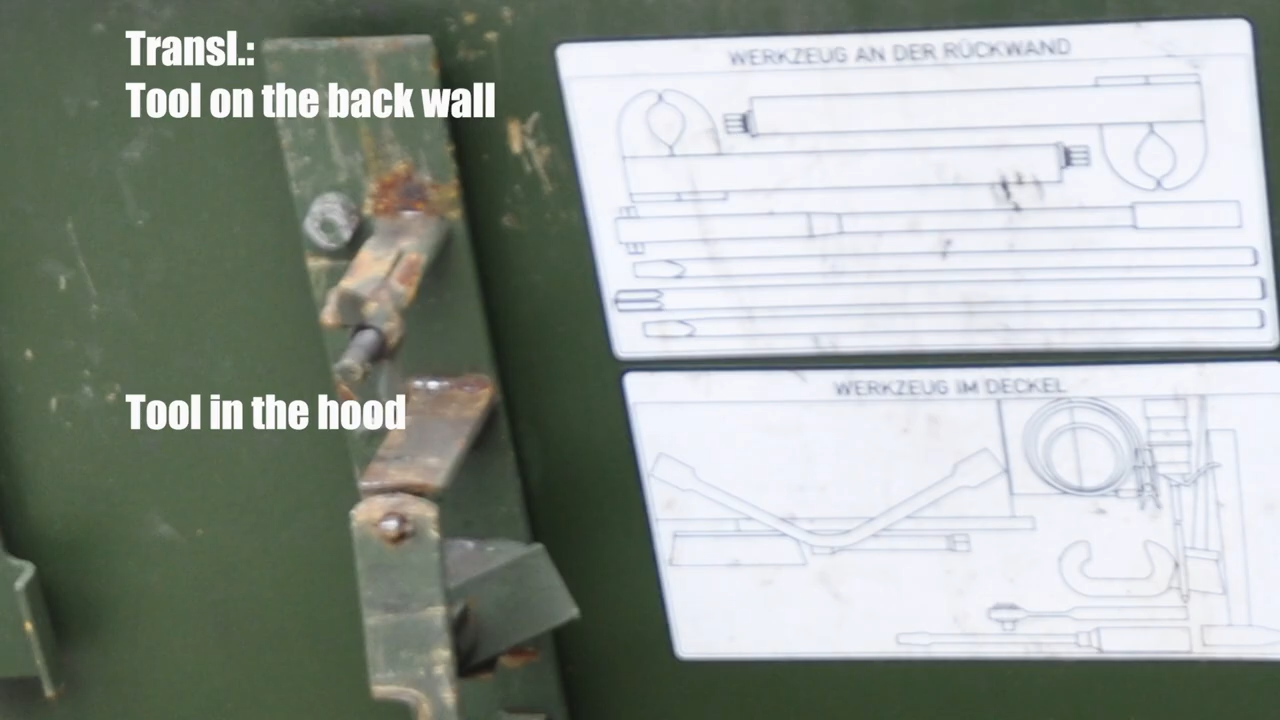 Transl.:
Tool on the back wall
WERKZEUG AN DER RÜCKWAND
Tool in the hood
WERKZEUG IM DECKEL